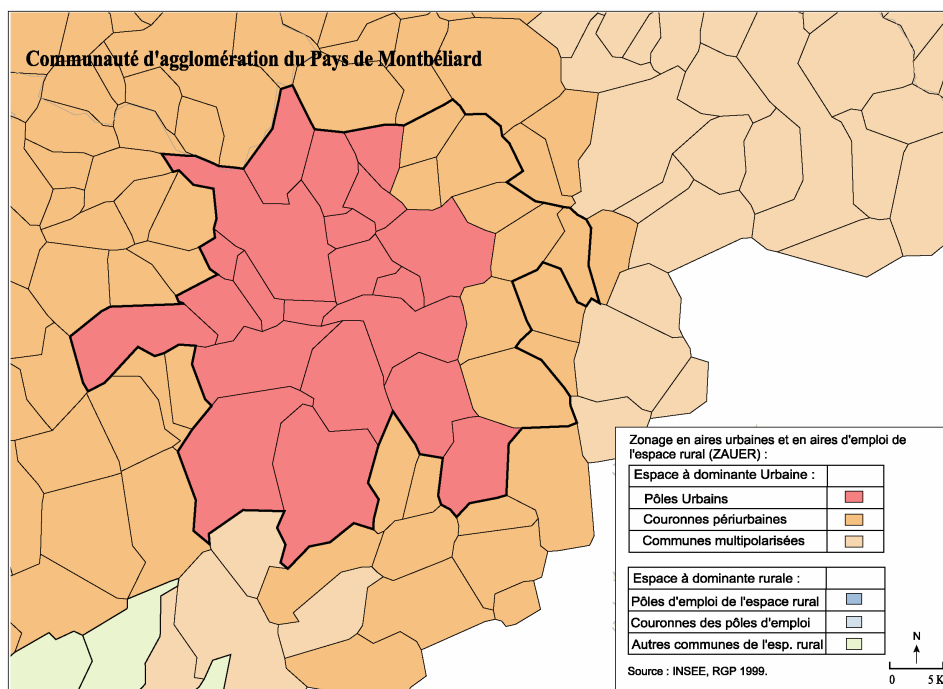 Communauté d'agglomération du Pays de Montbéliard
Zonage en aires urbaines et en aires d'emploi de
l'espace rural (ZAUER) :
Espace à dominante Urbaine :
Pôles Urbains
Couronnes périurbaines
Communes multipolarisées
Espace à dominante rurale :
Pôles d'emploi de l'espace rural
Couronnes des pôles d'emploi
Autres communes de l'esp. rural
Source : INSEE, RGP 1999.
N
0 5 K